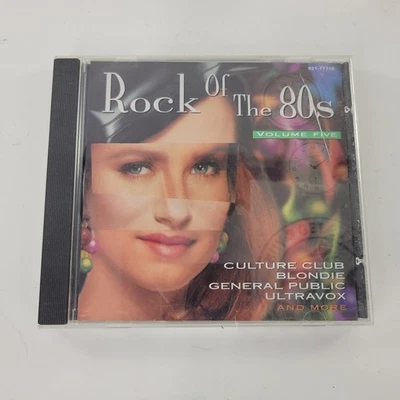 Rock Of The 80s
VOLUME FIVE
CULTURE CLUB
BLONDIE
GENERAL PUBLIC
ULTRAVOX
AND MORE